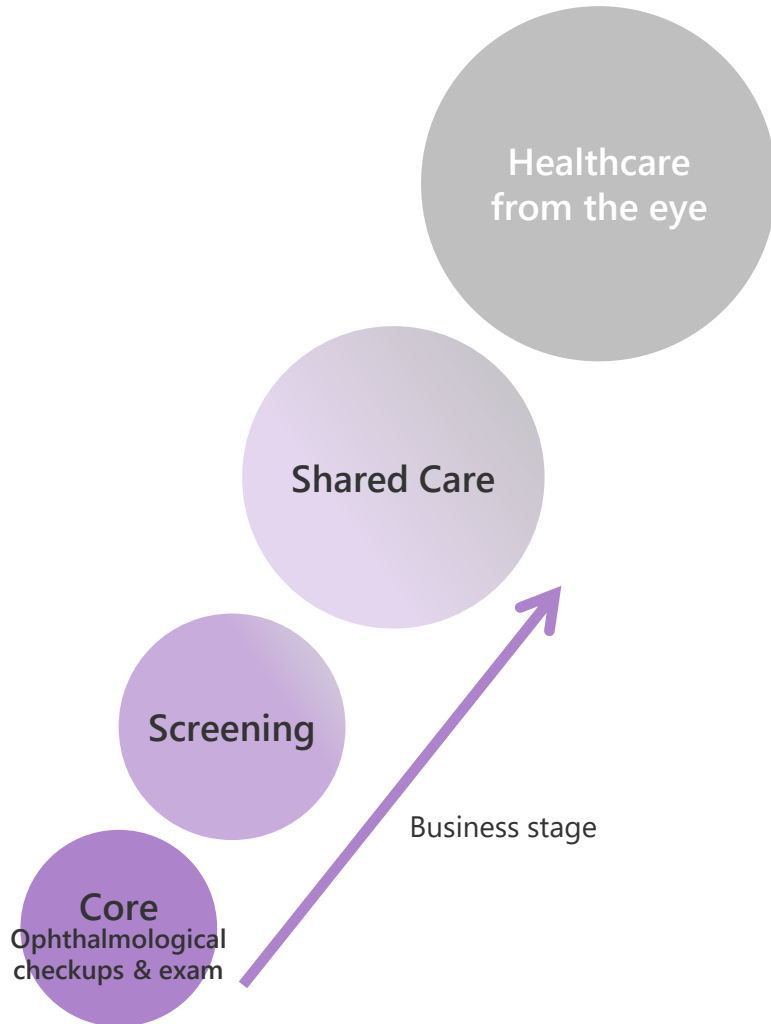 Healthcare
from the eye
Shared Care
Screening
Business stage
Core
Ophthalmological
checkups & exam